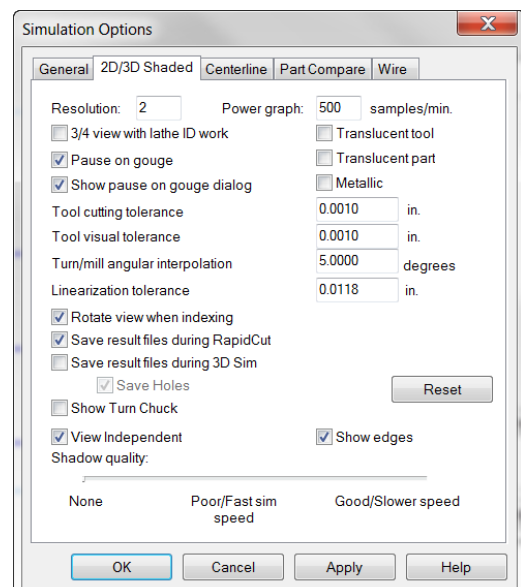 Simulation Options
General 2D/3D Shaded Centerline Part Compare Wire
Resolution: 2 Power graph: 500 samples/min.
3/4 view with lathe ID work Translucent tool
Pause on gouge Translucent part
Show pause on gouge dialog Metallic
Tool cutting tolerance 0.0010 in.
Tool visual tolerance 0.0010 in.
Turn/mill angular interpolation 5.0000 degrees
Linearization tolerance 0.0118 in.
Rotate view when indexing
Save result files during RapidCut
Save result files during 3D Sim
Save Holes Reset
Show Turn Chuck
View Independent Show edges
Shadow quality:
None Poor/Fast sim Good/Slower speed
speed
OK Cancel Apply Help